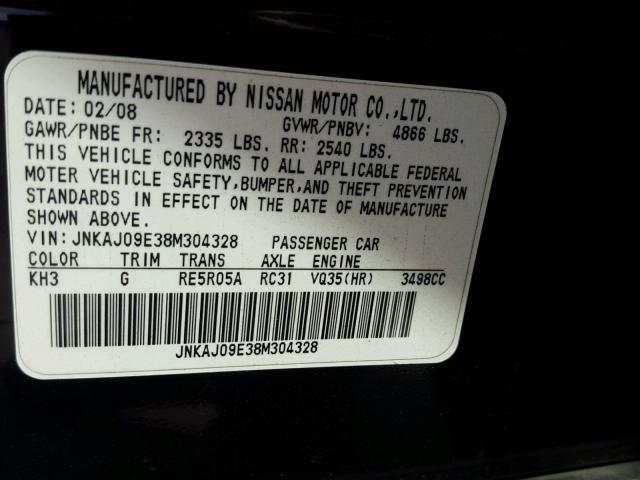 MANUFACTURED BY NISSAN MOTOR CO.,LTD.
DATE: 02/08 GVWR/PNBV: 4866 LBS.
GAWR/PNBE FR: 2335 LBS. RR: 2540 LBS.
THIS VEHICLE CONFORMS TO ALL APPLICABLE FEDERAL
MOTER VEHICLE SAFETY,BUMPER,AND THEFT PREVENTION
STANDARDS IN EFFECT ON THE DATE OF MANUFACTURE
SHOWN ABOVE.
VIN:JNKAJ09E38M304328 PASSENGER CAR
COLOR TRIM TRANS AXLE ENGINE
KH3 G RE5R05A RC31 VQ35(HR) 3498CC
JNKAJ09E38M304328